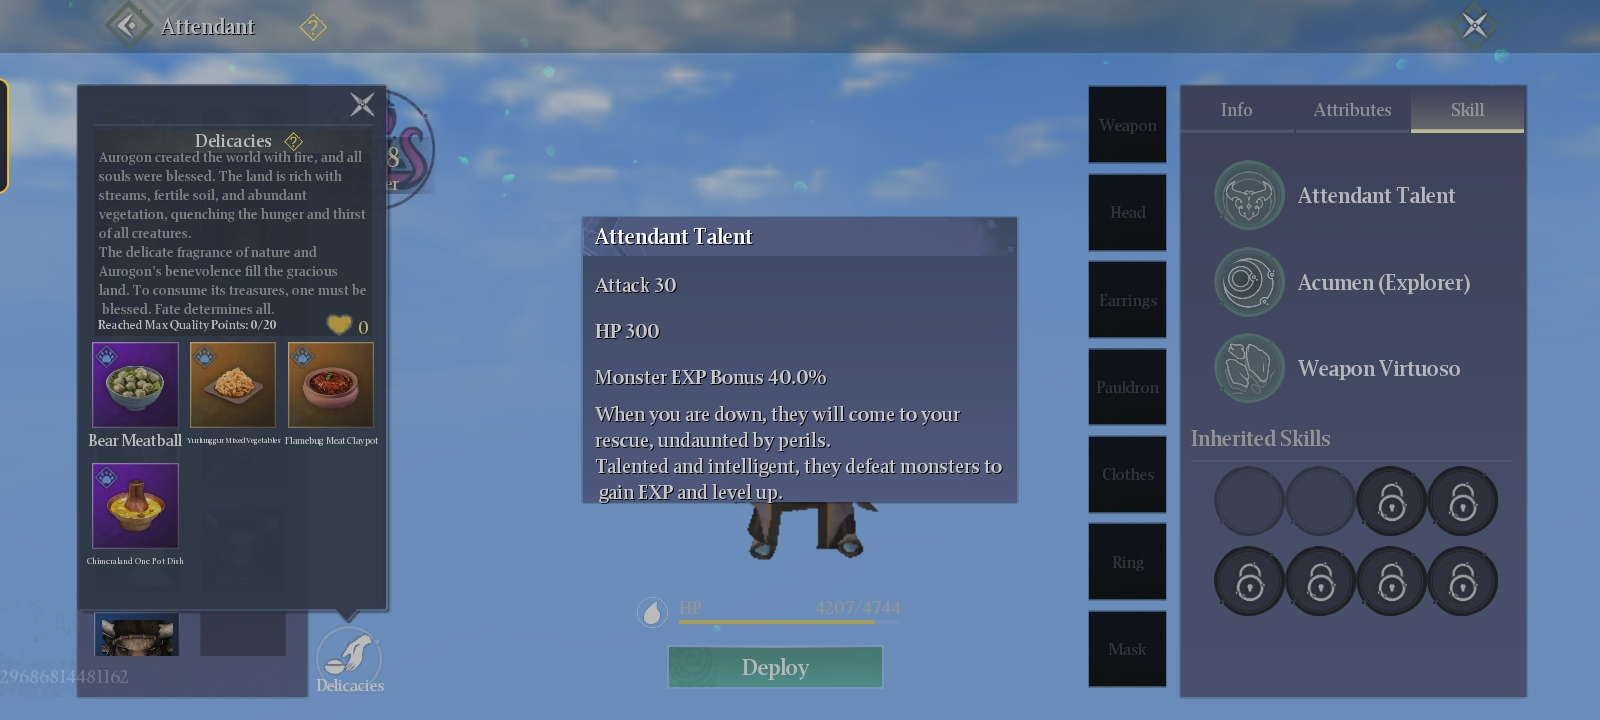 Attendant
Delicacies
Aurogon created the world with fire, and all
souls were blessed. The land is rich with
streams, fertile soil, and abundant
vegetation, quenching the hunger and thirst
of all creatures.
The delicate fragrance of nature and
Aurogon's benevolence fill the gracious
land. To consume its treasures, one must be
blessed. Fate determines all.
Reached Max Quality Points: 0/20
0
Bear Meatball
Yurlunggur Mixed Vegetables
Flamebug Meat Claypot
Chimeraland One Pot Dish
29686814481162
Delicacies
8
er
Attendant Talent
Attack 30
HP 300
Monster EXP Bonus 40.0%
When you are down, they will come to your
rescue, undaunted by perils.
Talented and intelligent, they defeat monsters to
gain EXP and level up.
HP 4207/4744
Deploy
Weapon
Head
Earrings
Pauldron
Clothes
Ring
Mask
Info Attributes Skill
Attendant Talent
Acumen (Explorer)
Weapon Virtuoso
Inherited Skills